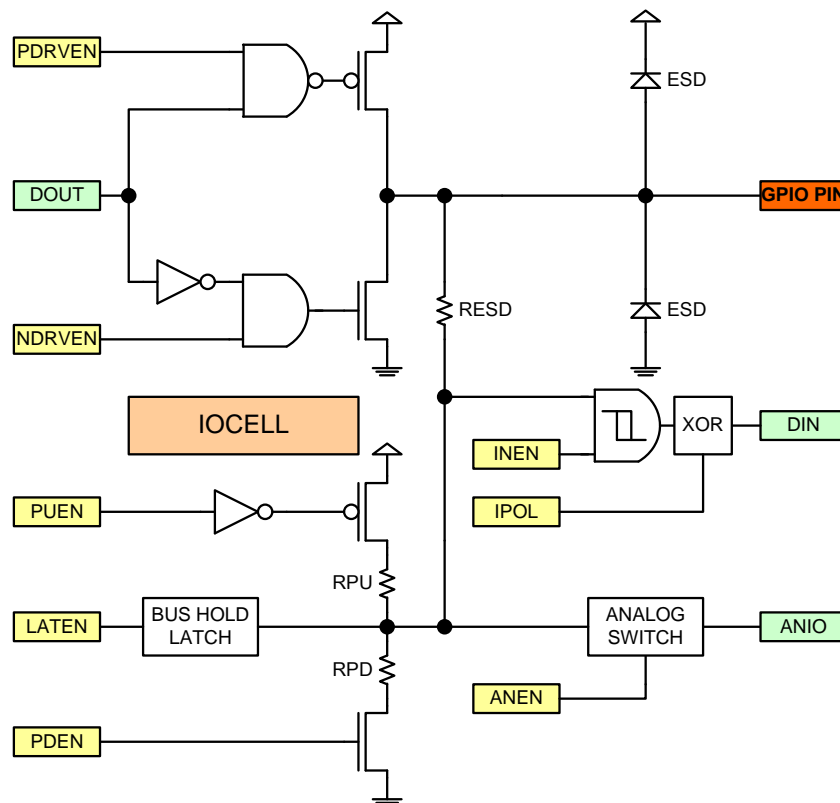 PDRVEN
ESD
DOUT
GPIO PIN
RESD
ESD
NDRVEN
IOCELL
XOR
DIN
INEN
PUEN
IPOL
RPU
LATEN
BUS HOLD
LATCH
ANALOG
SWITCH
ANIO
RPD
ANEN
PDEN